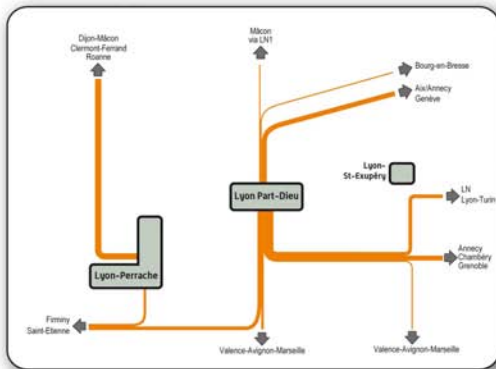 Dijon-Mâcon
Clermont-Ferrand
Roanne
Mâcon
via LN1
Bourg-en-Bresse
Aix/Annecy
Genève
Lyon-
St-Exupéry
Lyon Part-Dieu
LN
Lyon-Turin
Annecy
Chambéry
Grenoble
Lyon-Perrache
Firminy
Saint-Etienne
Valence-Avignon-Marseille
Valence-Avignon-Marseille